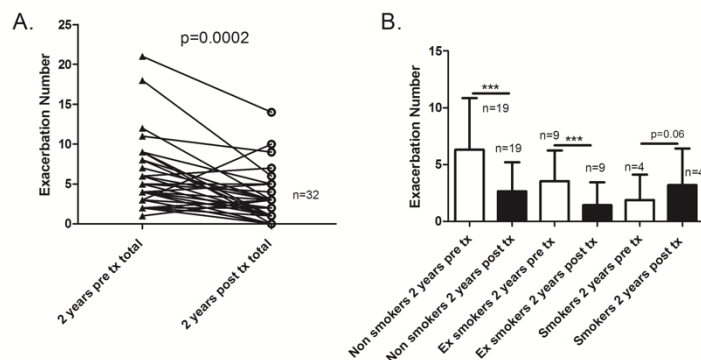 A.
p=0.0002
Exacerbation Number
25
20
15
10
5
0
n=32
2 years pre tx total
2 years post tx total
B.
Exacerbation Number
15
10
5
0
***
n=19
n=19
n=9
***
n=9
n=4
p=0.06
n=4
Non smokers 2 years pre tx
Non smokers 2 years post tx
Ex smokers 2 years pre tx
Ex smokers 2 years post tx
Smokers 2 years pre tx
Smokers 2 years post tx